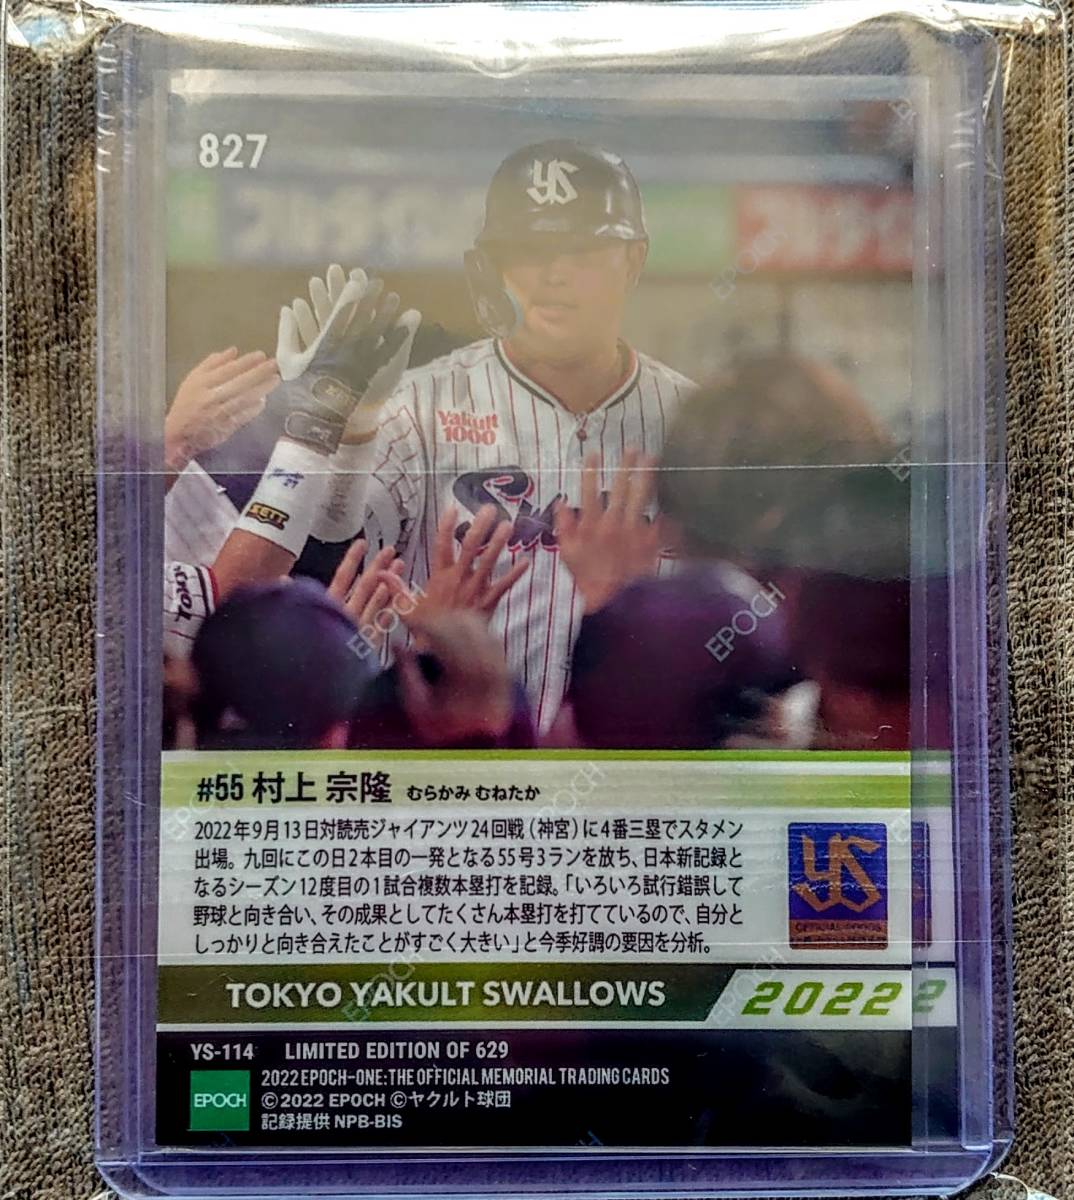 827
YS
Yakult
1000
ZETT
EPOCH
EPOCH
EPOCH
#55 村上 宗隆 むらかみ むねたか
2022年9月13日対読売ジャイアンツ24回戦(神宮)に4番三塁でスタメン
出場。九回にこの日2本目の一発となる55号3ランを放ち、日本新記録と
なるシーズン12度目の1試合複数本塁打を記録。「いろいろ試行錯誤して
野球と向き合い、その成果としてたくさん本塁打を打てているので、自分と
しっかりと向き合えたことがすごく大きい」と今季好調の要因を分析。
YS
OFFICIAL GOODS
TOKYO YAKULT SWALLOWS
2022
YS-114 LIMITED EDITION OF 629
2022 EPOCH-ONE:THE OFFICIAL MEMORIAL TRADING CARDS
EPOCH
©2022 EPOCH ©ヤクルト球団
記録提供 NPB-BIS